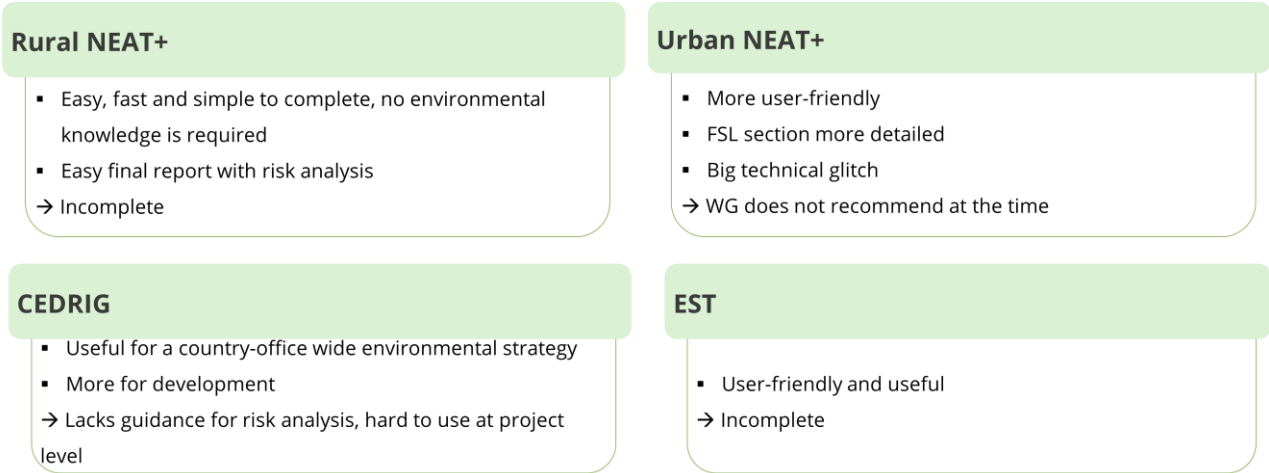 Rural NEAT+
▪ Easy, fast and simple to complete, no environmental
knowledge is required
▪ Easy final report with risk analysis
→ Incomplete
Urban NEAT+
▪ More user-friendly
▪ FSL section more detailed
▪ Big technical glitch
→ WG does not recommend at the time
CEDRIG
▪ Useful for a country-office wide environmental strategy
▪ More for development
→ Lacks guidance for risk analysis, hard to use at project
level
EST
▪ User-friendly and useful
→ Incomplete